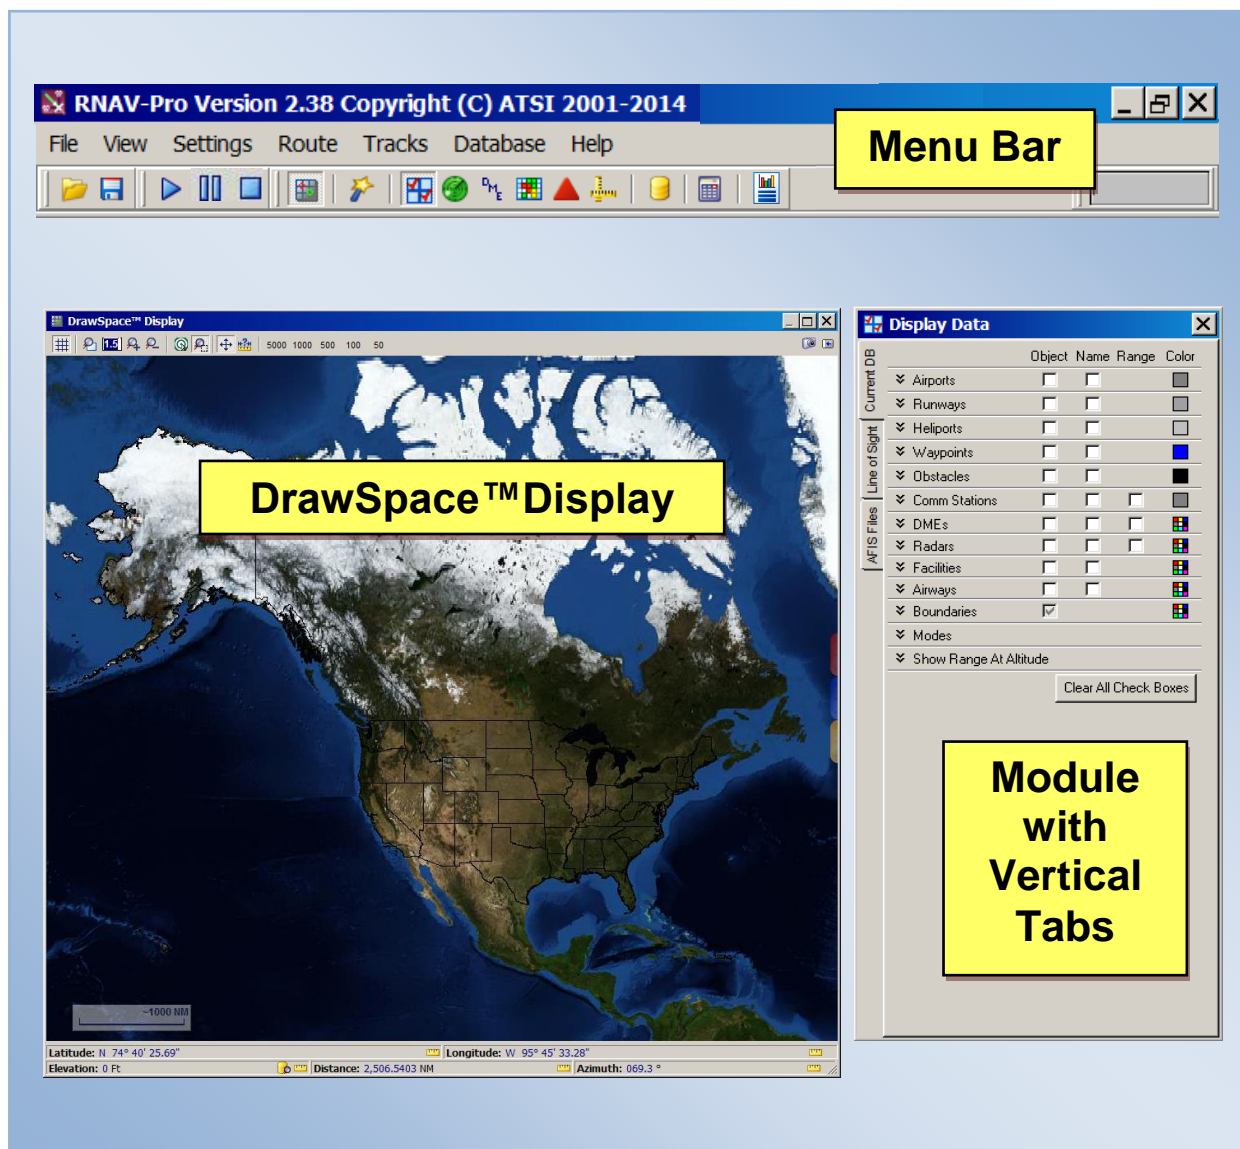 RNAV-Pro Version 2.38 Copyright (C) ATSI 2001-2014
File View Settings Route Tracks Database Help
Menu Bar
DME
DrawSpace™ Display
1.5 5000 1000 500 100 50
DrawSpace™Display
~1000 NM
Latitude: N 74° 40' 25.69" Longitude: W 95° 45' 33.28"
Elevation: 0 Ft Distance: 2,506.5403 NM Azimuth: 069.3 °
Display Data
Current DB
Line of Sight
AFIS Files
Object Name Range Color
Airports
Runways
Heliports
Waypoints
Obstacles
Comm Stations
DMEs
Radars
Facilities
Airways
Boundaries
Modes
Show Range At Altitude
Clear All Check Boxes
Module
with
Vertical
Tabs